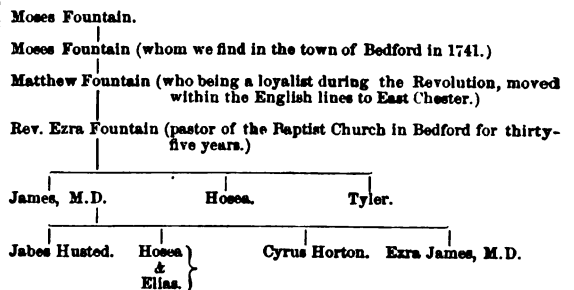 Moses Fountain.
Moses Fountain (whom we find in the town of Bedford in 1741.)
Matthew Fountain (who being a loyalist during the Revolution, moved
within the English lines to East Chester.)
Rev. Ezra Fountain (pastor of the Baptist Church in Bedford for thirty-
five years.)
James, M.D. Hosea. Tyler.
Jabes Husted. Hosea Cyrus Horton. Ezra James, M.D.
&
Elias.